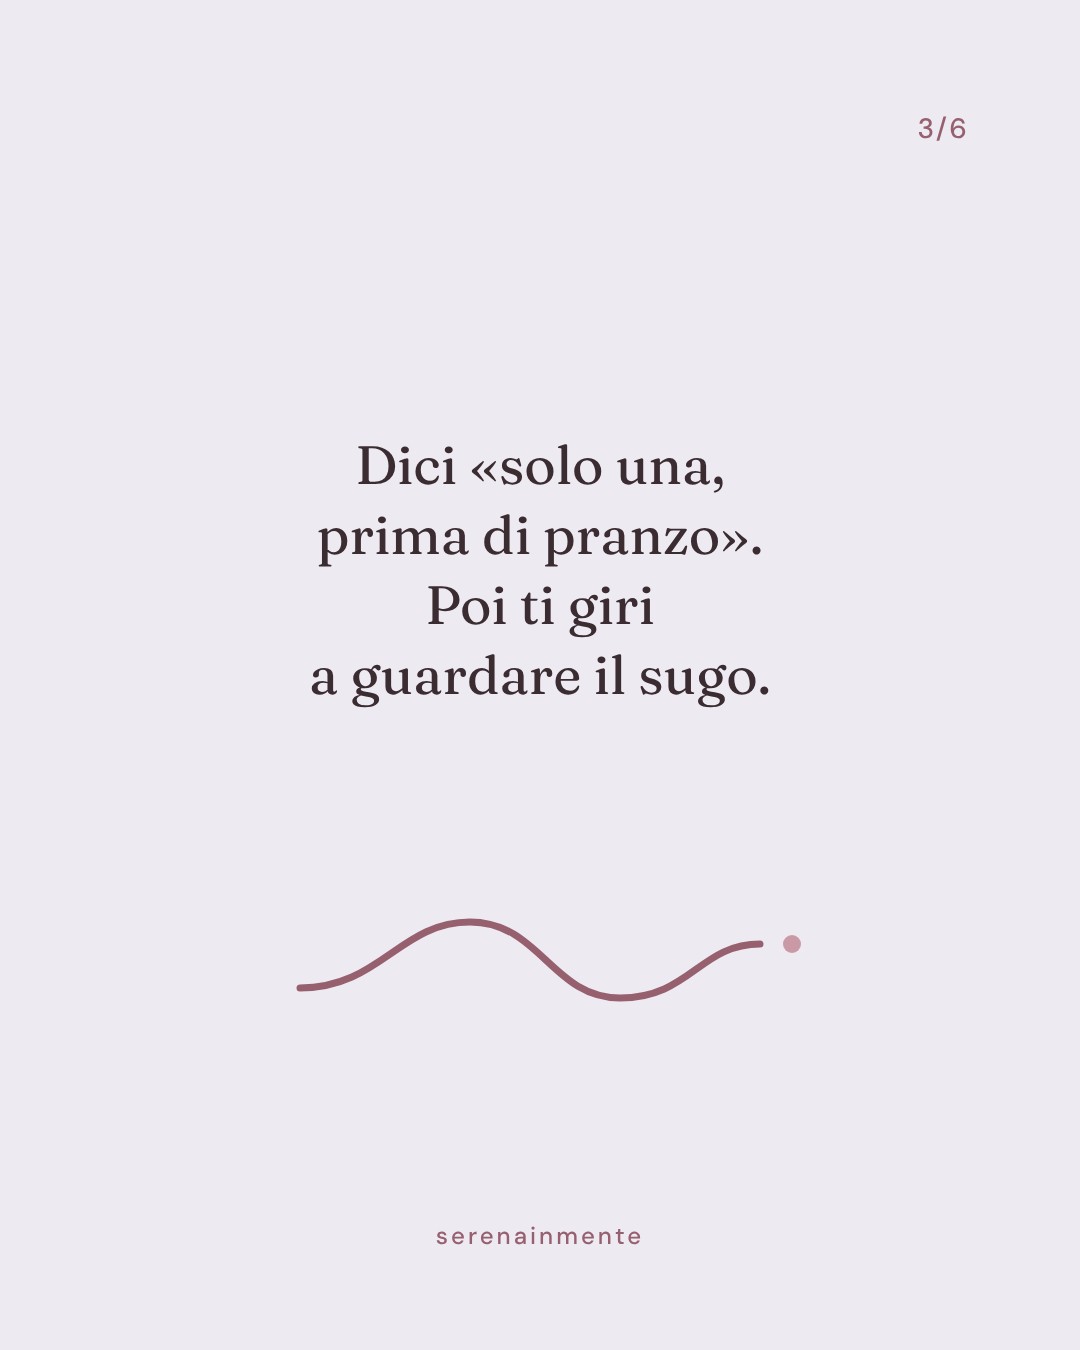 3/6
Dici «solo una,
prima di pranzo».
Poi ti giri
a guardare il sugo.
serenainmente